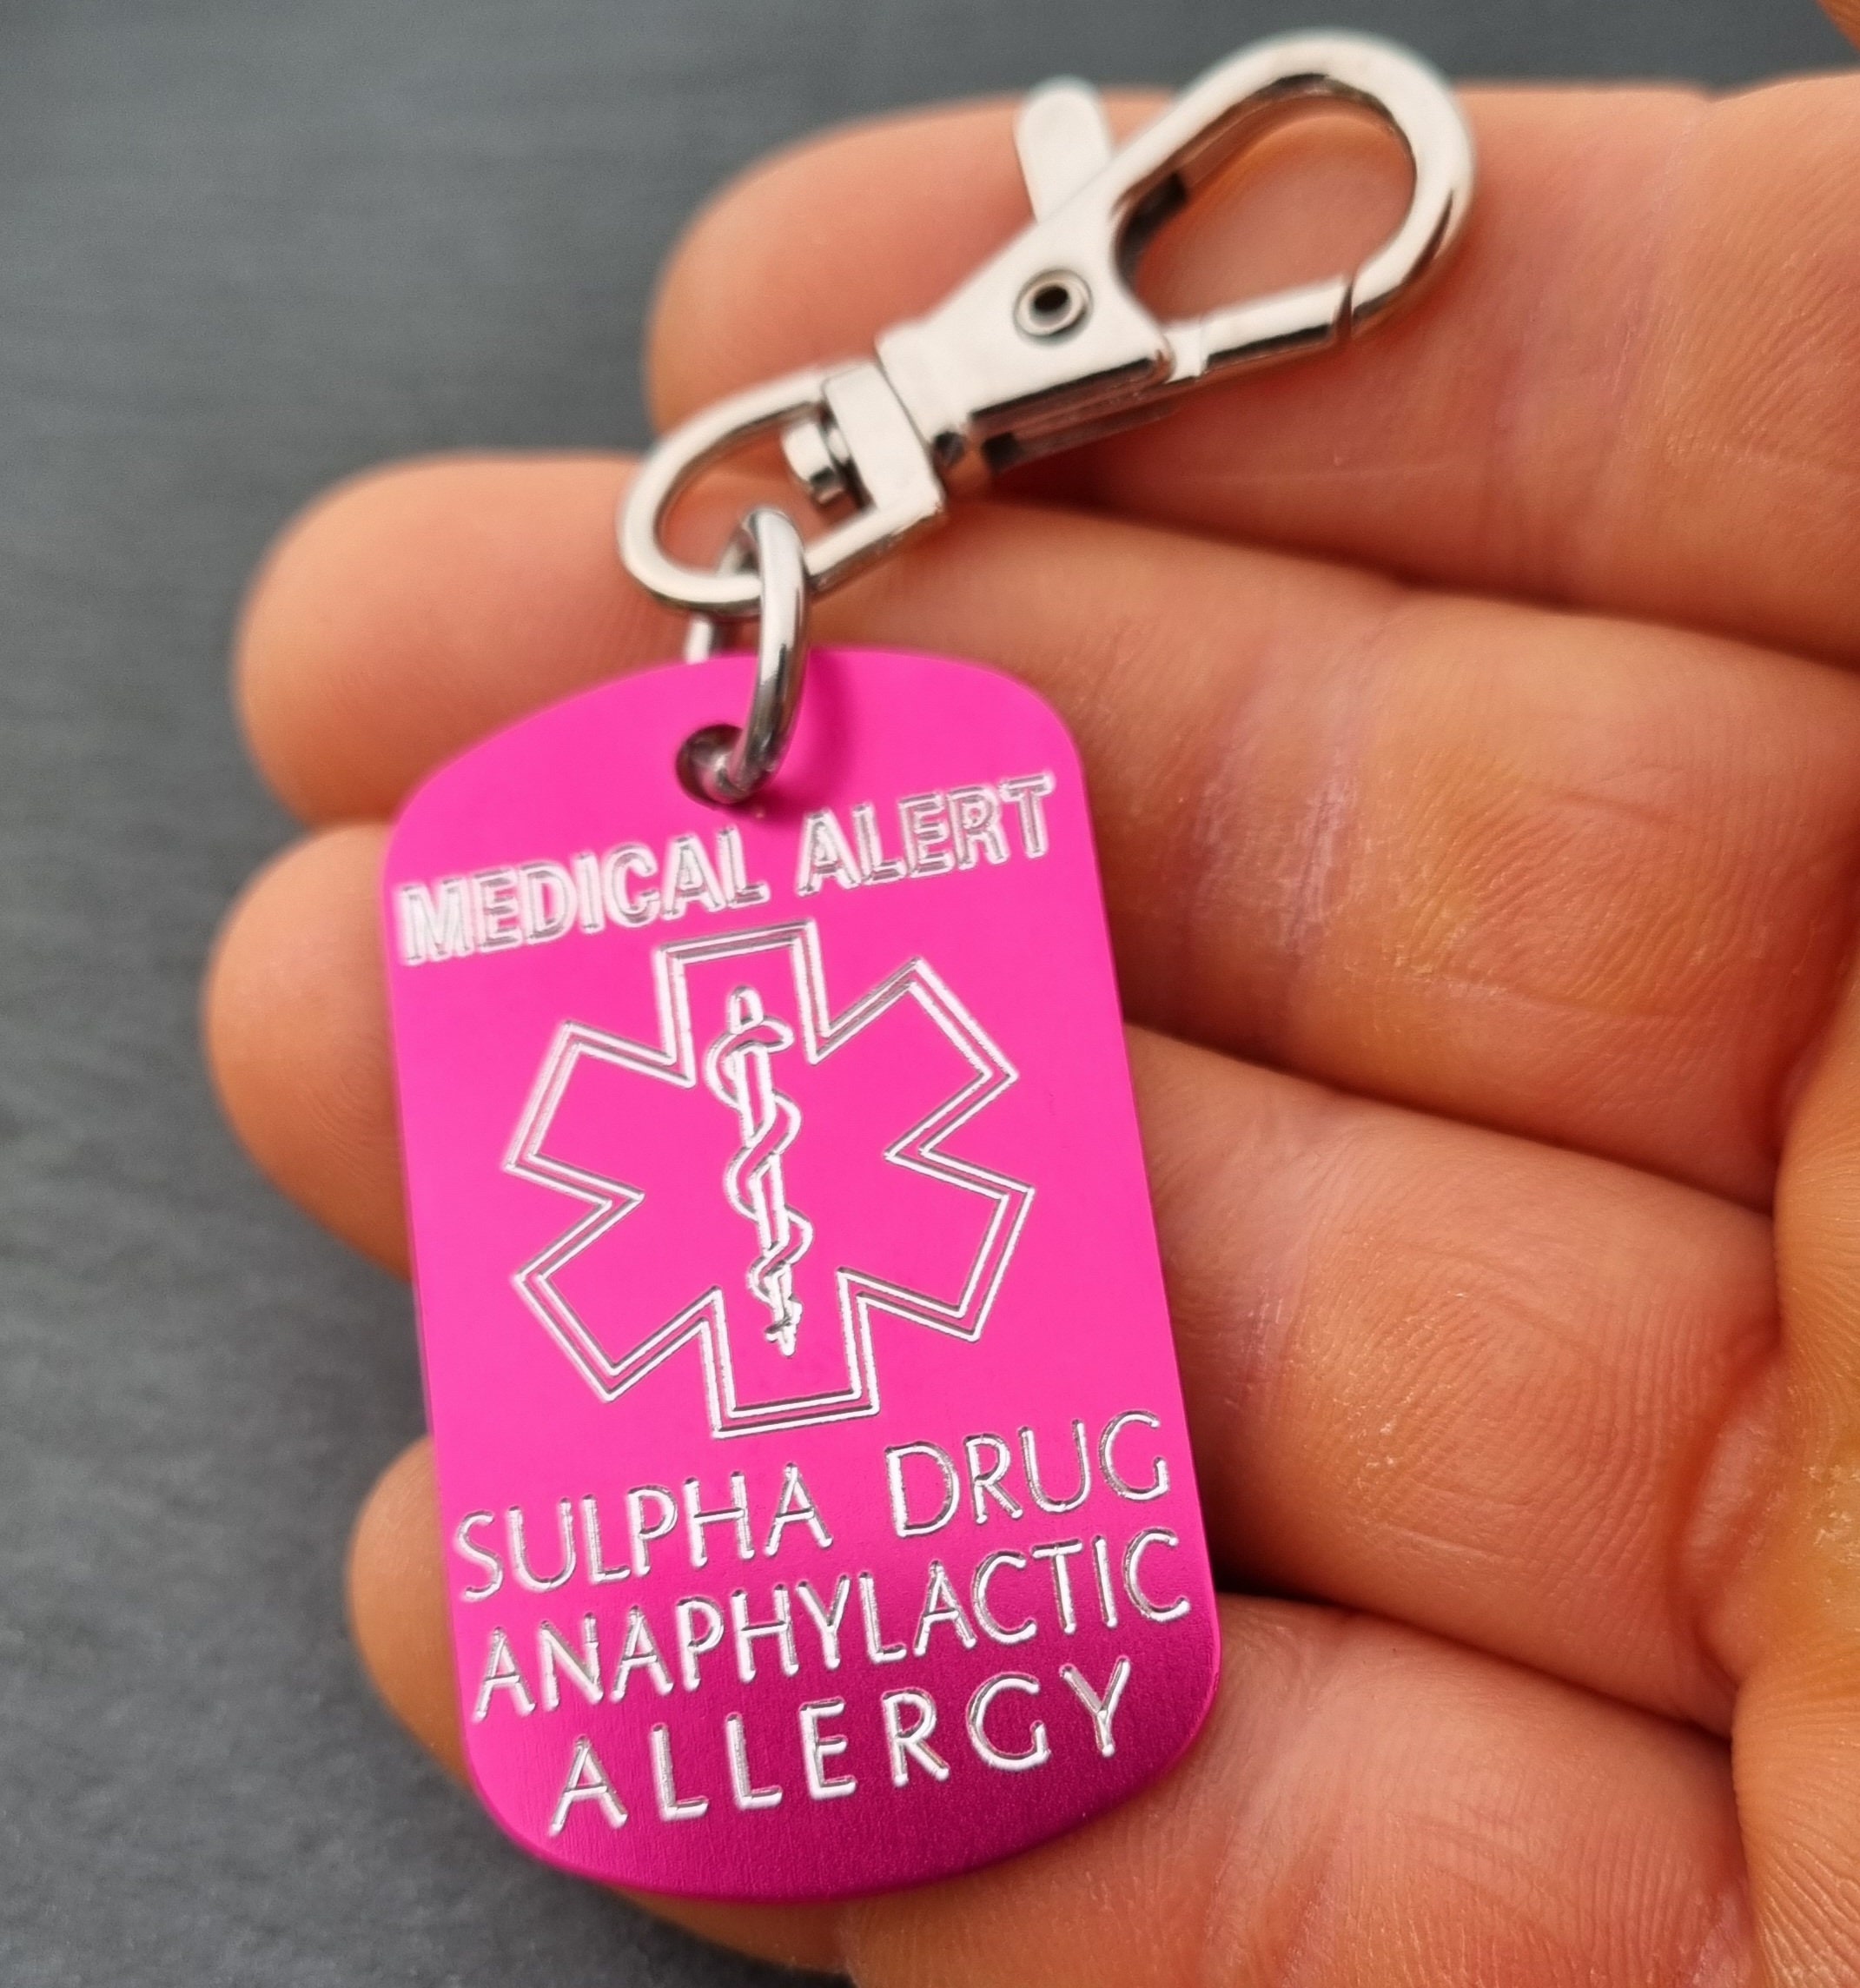 MEDICAL ALERT
SULPHA DRUG
ANAPHYLACTIC
ALLERGY